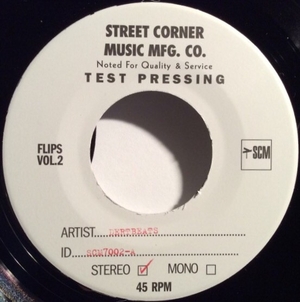 STREET CORNER
MUSIC MFG. CO.
Noted For Quality & Service
TEST PRESSING
FLIPS
VOL.2
SCM
ARTIST
ID SCM7002-A
STEREO MONO
45 RPM